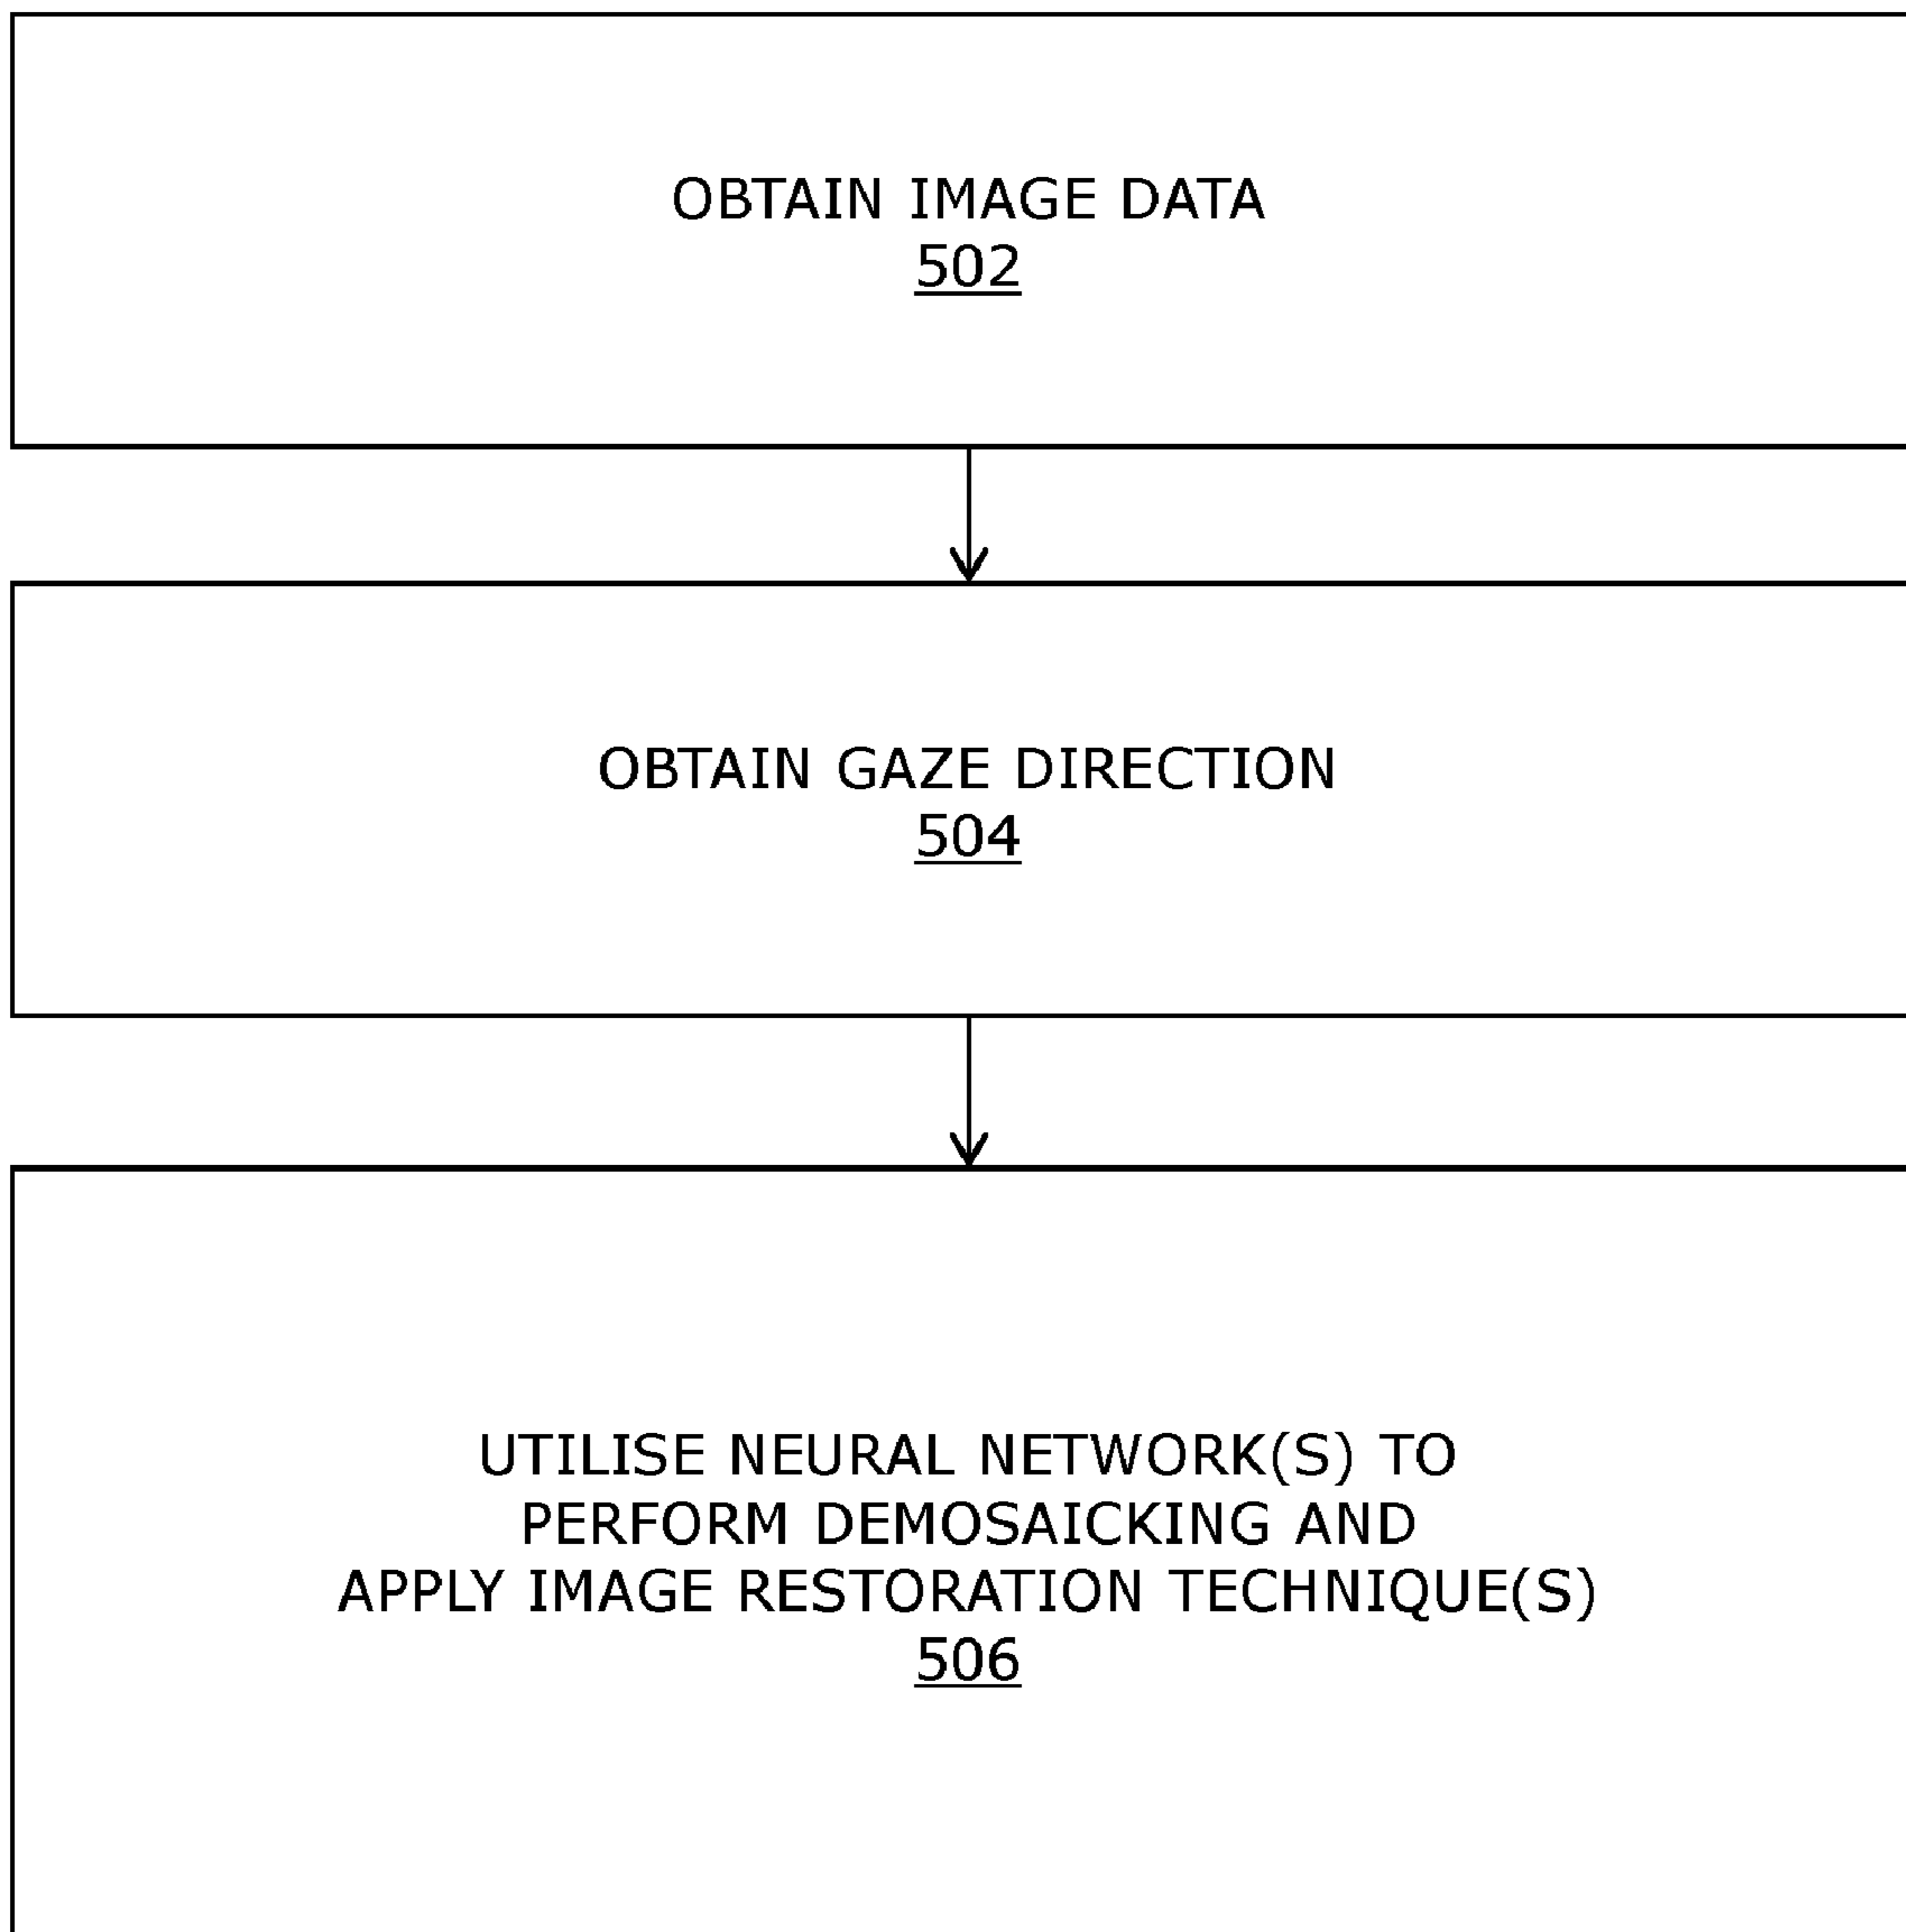 OBTAIN IMAGE DATA
502
OBTAIN GAZE DIRECTION
504
UTILISE NEURAL NETWORK(S) TO
PERFORM DEMOSAICKING AND
APPLY IMAGE RESTORATION TECHNIQUE(S)
506